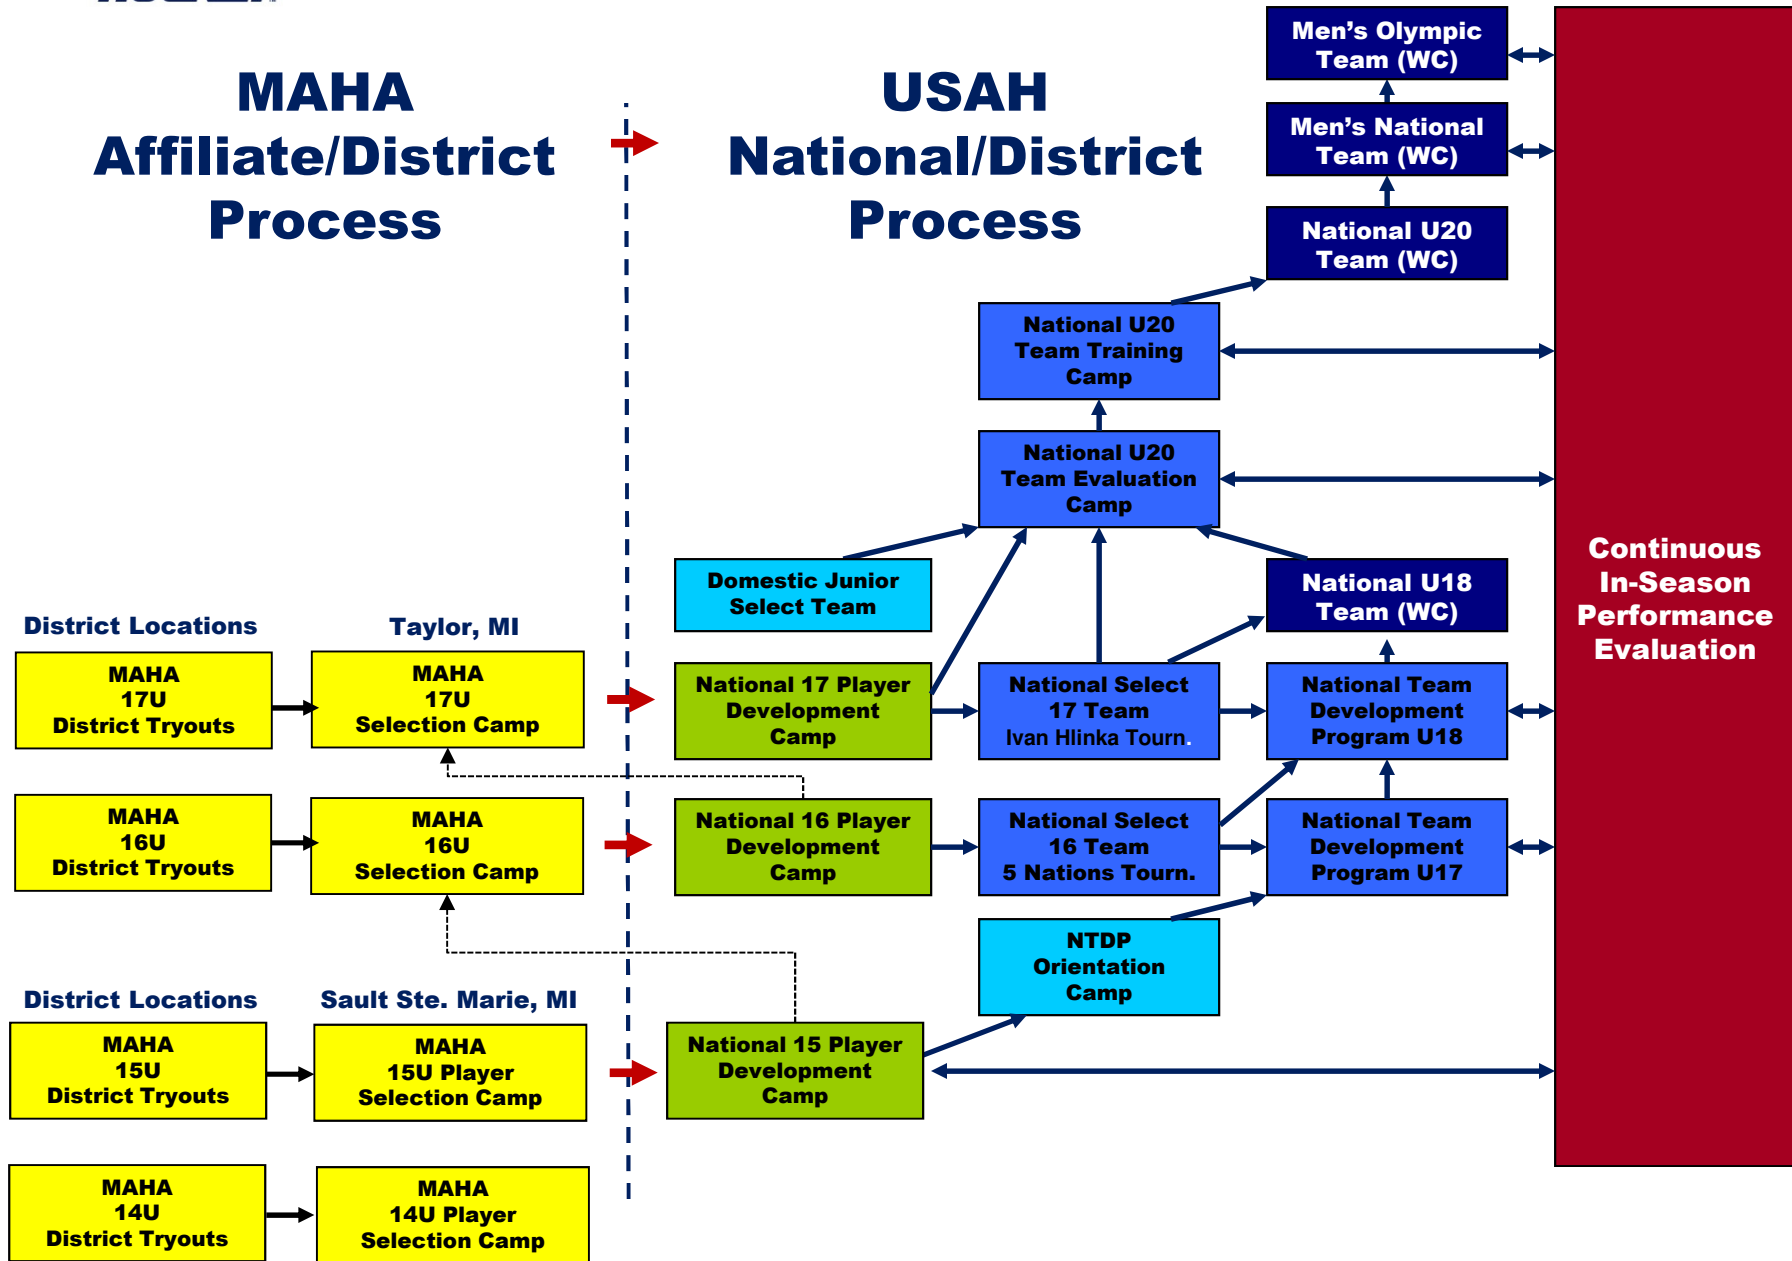 MAHA
Affiliate/District
Process
USAH
National/District
Process
Men's Olympic
Team (WC)
Men's National
Team (WC)
National U20
Team (WC)
National U20
Team Training
Camp
National U20
Team Evaluation
Camp
Domestic Junior
Select Team
National U18
Team (WC)
Continuous
In-Season
Performance
Evaluation
District Locations
Taylor, MI
MAHA
17U
District Tryouts
MAHA
17U
Selection Camp
National 17 Player
Development
Camp
National Select
17 Team
Ivan Hlinka Tourn.
National Team
Development
Program U18
MAHA
16U
District Tryouts
MAHA
16U
Selection Camp
National 16 Player
Development
Camp
National Select
16 Team
5 Nations Tourn.
National Team
Development
Program U17
NTDP
Orientation
Camp
District Locations
Sault Ste. Marie, MI
MAHA
15U
District Tryouts
MAHA
15U Player
Selection Camp
National 15 Player
Development
Camp
MAHA
14U
District Tryouts
MAHA
14U Player
Selection Camp